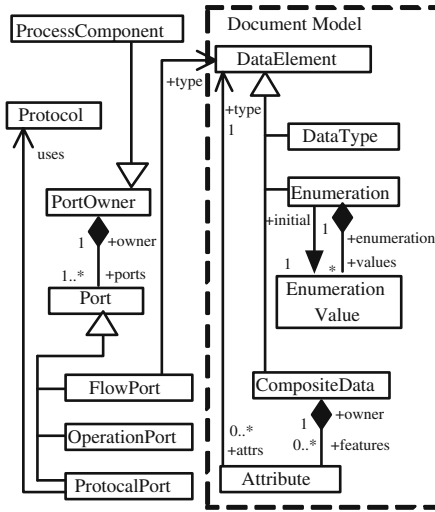 ProcessComponent
Document Model
DataElement
+type
+type
1
Protocol
uses
DataType
PortOwner
Enumeration
1
+owner
+initial
1
+enumeration
1..*
+ports
1
*
+values
Port
Enumeration
Value
FlowPort
CompositeData
1
+owner
OperationPort
0..*
+attrs
0..*
+features
ProtocalPort
Attribute